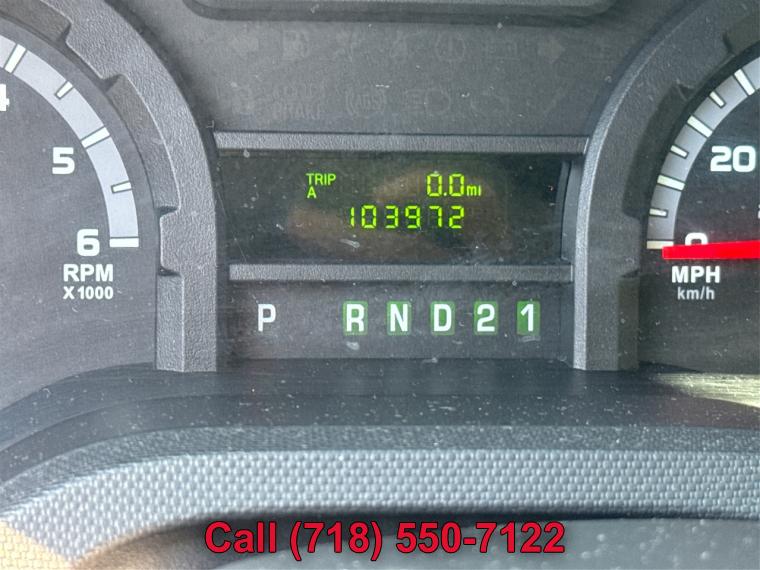 4
5
6
RPM
X 1000
TRIP
A
0.0 mi
103972
P R N D 2 1
20
0
MPH
km/h
Call (718) 550-7122